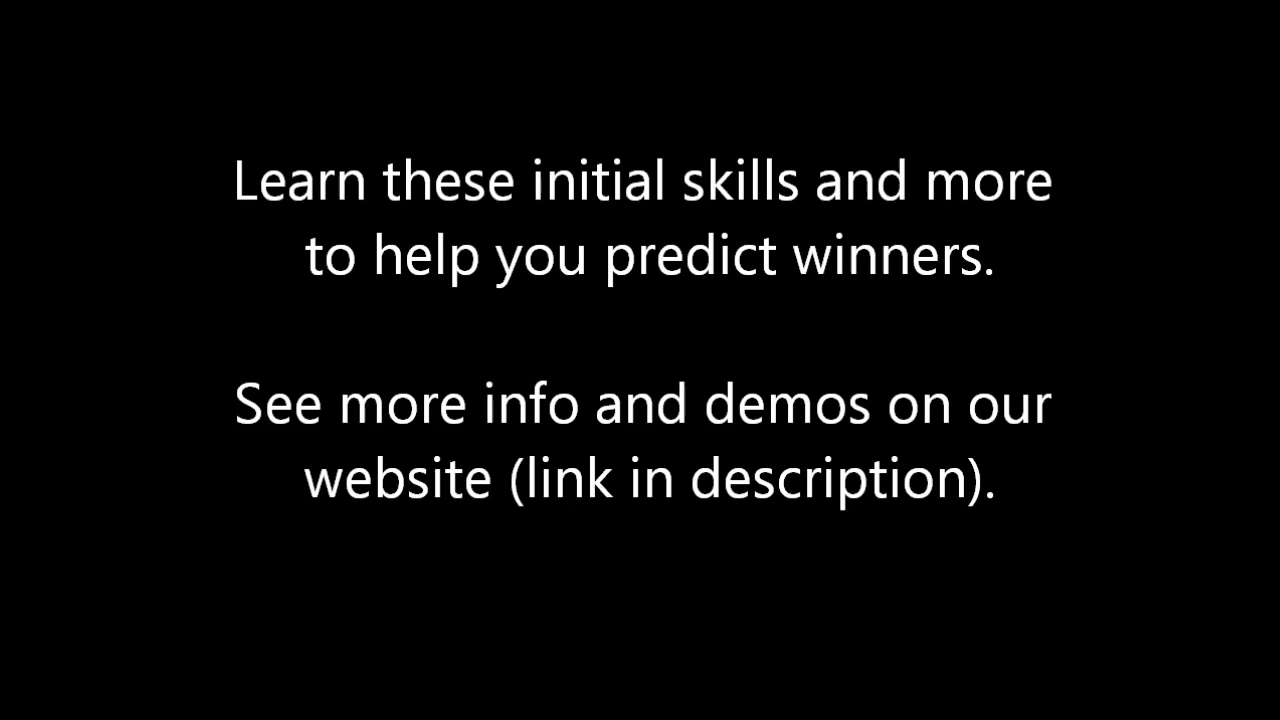 Learn these initial skills and more
to help you predict winners.
See more info and demos on our
website (link in description).